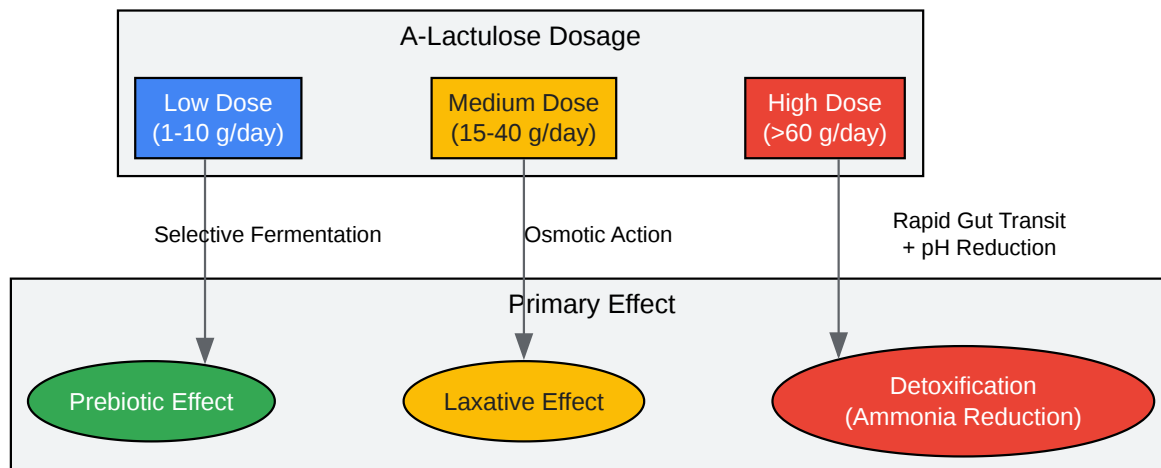 A-Lactulose Dosage
Low Dose
(1-10 g/day)
Medium Dose
(15-40 g/day)
High Dose
(>60 g/day)
Selective Fermentation
Osmotic Action
Rapid Gut Transit
+ pH Reduction
Primary Effect
Prebiotic Effect
Laxative Effect
Detoxification
(Ammonia Reduction)